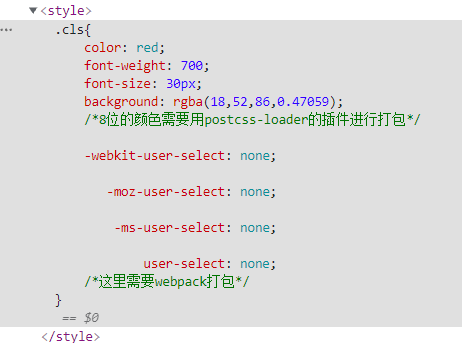 ▼<style>
... .cls{
color: red;
font-weight: 700;
font-size: 30px;
background: rgba(18,52,86,0.47059);
/*8位的颜色需要用postcss-loader的插件进行打包*/
-webkit-user-select: none;
-moz-user-select: none;
-ms-user-select: none;
user-select: none;
/*这里需要webpack打包*/
}
== $0
</style>